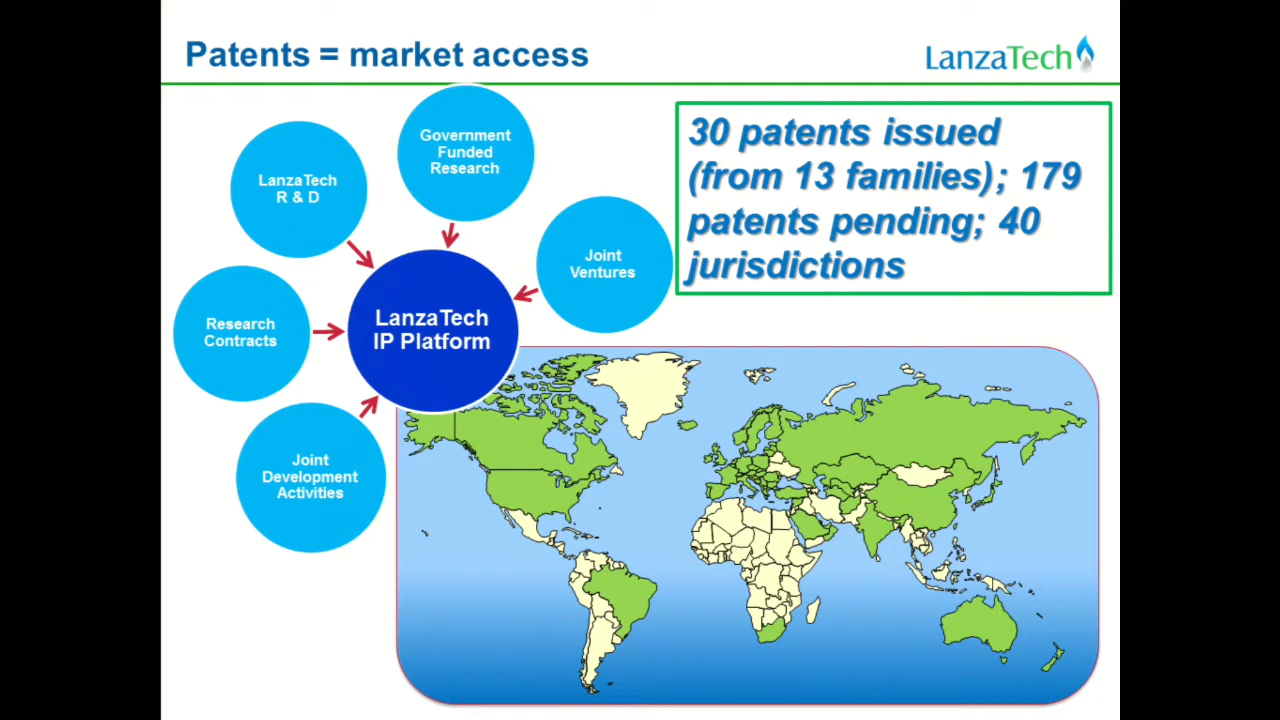 Patents = market access
LanzaTech
Government
Funded
Research
LanzaTech
R & D
Joint
Ventures
Research
Contracts
LanzaTech
IP Platform
Joint
Development
Activities
30 patents issued
(from 13 families); 179
patents pending; 40
jurisdictions